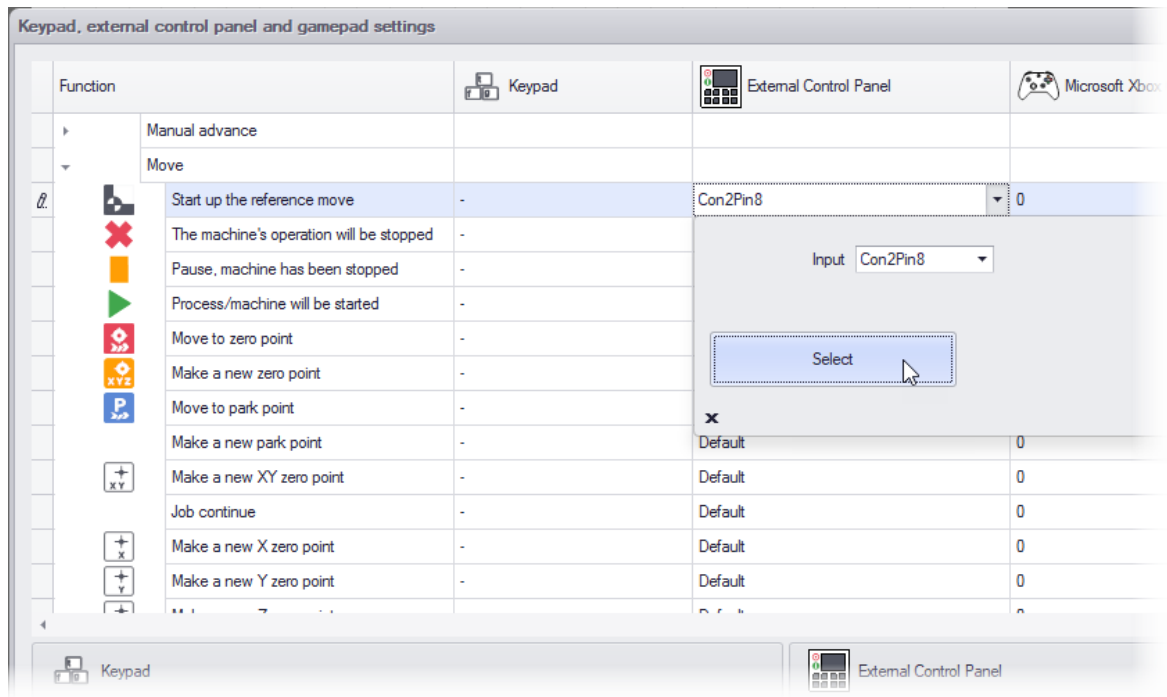 Keypad, external control panel and gamepad settings
Function Keypad External Control Panel Microsoft Xbox
Manual advance
Move
Start up the reference move - Con2Pin8 0
The machine's operation will be stopped -
Input Con2Pin8
Pause, machine has been stopped -
Process/machine will be started -
Move to zero point -
Select
Make a new zero point -
XYZ
Move to park point -
P
Make a new park point - Default 0
Make a new XY zero point - Default 0
XY
Job continue - Default 0
Make a new X zero point - Default 0
X
Make a new Y zero point - Default 0
Y
Keypad External Control Panel